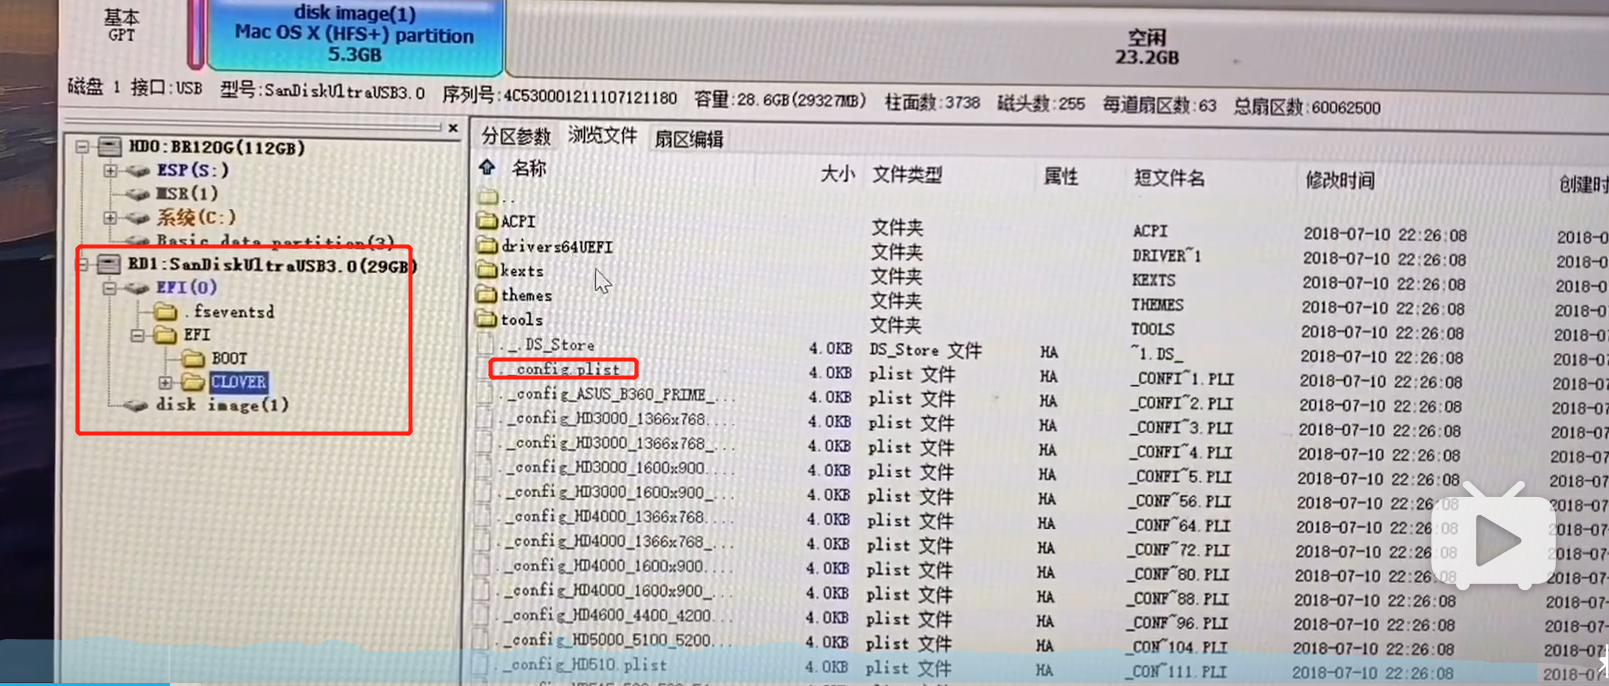 基本
GPT
disk image(1)
Mac OS X (HFS+) partition
5.3GB
空闲
23.2GB
磁盘 1 接口:USB 型号:SanDiskUltraUSB3.0 序列号:4C530001211107121180 容量:28.6GB(29327MB) 柱面数:3738 磁头数:255 每道扇区数:63 总扇区数:60062500
HD0:BR120G(112GB)
ESP(S:)
MSR(1)
系统(C:)
Basic data partition(3)
RD1:SanDiskUltraUSB3.0(29GB)
EFI(0)
.fseventsd
EFI
BOOT
CLOVER
disk image(1)
分区参数 浏览文件 扇区编辑
名称 大小 文件类型 属性 短文件名 修改时间 创建时
..
ACPI 文件夹 ACPI 2018-07-10 22:26:08 2018-0
drivers64UEFI 文件夹 DRIVER~1 2018-07-10 22:26:08 2018-0
kexts 文件夹 KEXTS 2018-07-10 22:26:08 2018-0
themes 文件夹 THEMES 2018-07-10 22:26:08 2018-0
tools 文件夹 TOOLS 2018-07-10 22:26:08 2018-0
._.DS_Store 4.0KB DS_Store 文件 HA ~1.DS_ 2018-07-10 22:26:08 2018-0
._config.plist 4.0KB plist 文件 HA _CONFI~1.PLI 2018-07-10 22:26:08 2018-0
._config_ASUS_B360_PRIME_... 4.0KB plist 文件 HA _CONFI~2.PLI 2018-07-10 22:26:08 2018-07
._config_HD3000_1366x768.... 4.0KB plist 文件 HA _CONFI~3.PLI 2018-07-10 22:26:08 2018-07
._config_HD3000_1366x768_... 4.0KB plist 文件 HA _CONFI~4.PLI 2018-07-10 22:26:08 2018-07
._config_HD3000_1600x900.... 4.0KB plist 文件 HA _CONFI~5.PLI 2018-07-10 22:26:08 2018-07
._config_HD3000_1600x900_... 4.0KB plist 文件 HA _CONF~56.PLI 2018-07-10 22:26:08 2018-07
._config_HD4000_1366x768.... 4.0KB plist 文件 HA _CONF~64.PLI 2018-07-10 22:26:08 2018-07
._config_HD4000_1366x768_... 4.0KB plist 文件 HA _CONF~72.PLI 2018-07-10 22:26:08 2018-07
._config_HD4000_1600x900.... 4.0KB plist 文件 HA _CONF~80.PLI 2018-07-10 22:26:08 2018-07
._config_HD4000_1600x900_... 4.0KB plist 文件 HA _CONF~88.PLI 2018-07-10 22:26:08 2018-07
._config_HD4600_4400_4200... 4.0KB plist 文件 HA _CONF~96.PLI 2018-07-10 22:26:08 2018-07
._config_HD5000_5100_5200... 4.0KB plist 文件 HA _CON~104.PLI 2018-07-10 22:26:08 2018-07
._config_HD510.plist 4.0KB plist 文件 HA _CON~111.PLI 2018-07-10 22:26:08 2018-07